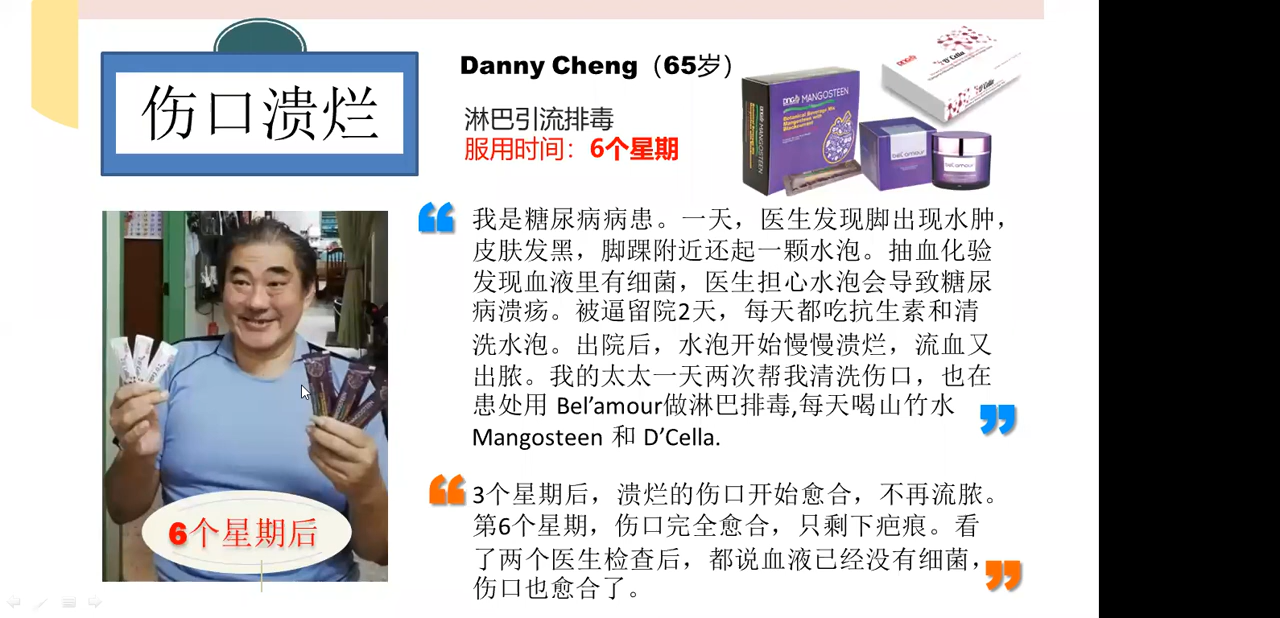 伤口溃烂
Danny Cheng（65岁）
淋巴引流排毒
服用时间：6个星期
DNC MANGOSTEEN
Botanical Beverage Mix
Mangosteen with
Blackcurrant
D'Cella
bel'amour
bel'amour
我是糖尿病病患。一天，医生发现脚出现水肿，
皮肤发黑，脚踝附近还起一颗水泡。抽血化验
发现血液里有细菌，医生担心水泡会导致糖尿
病溃疡。被逼留院2天，每天都吃抗生素和清
洗水泡。出院后，水泡开始慢慢溃烂，流血又
出脓。我的太太一天两次帮我清洗伤口，也在
患处用 Bel’amour做淋巴排毒,每天喝山竹水
Mangosteen 和 D’Cella.
3个星期后，溃烂的伤口开始愈合，不再流脓。
第6个星期，伤口完全愈合，只剩下疤痕。看
了两个医生检查后，都说血液已经没有细菌，
伤口也愈合了。
6个星期后